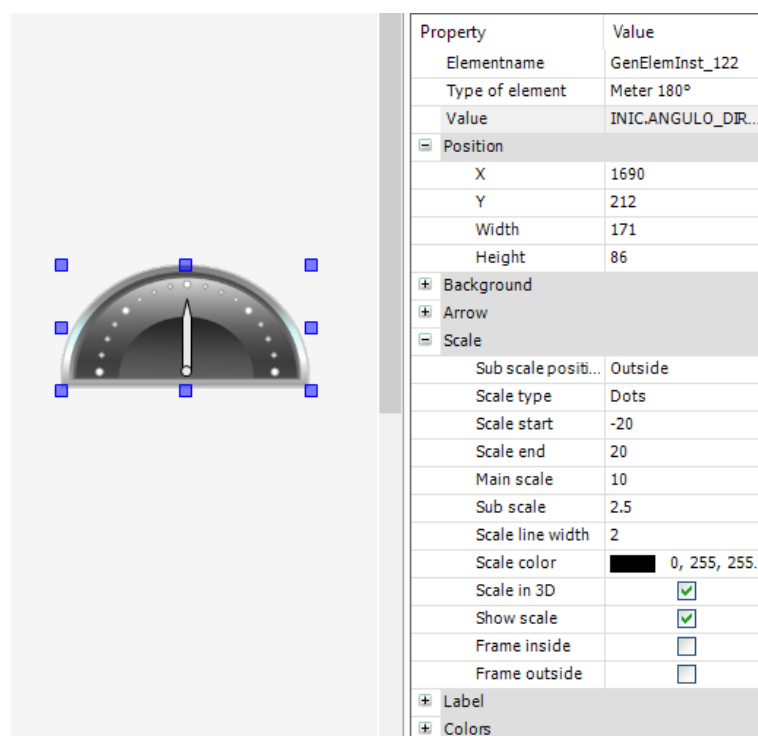 Property Value
Elementname GenElemInst_122
Type of element Meter 180°
Value INIC.ANGULO_DIR...
Position
X 1690
Y 212
Width 171
Height 86
Background
Arrow
Scale
Sub scale positi... Outside
Scale type Dots
Scale start -20
Scale end 20
Main scale 10
Sub scale 2.5
Scale line width 2
Scale color 0, 255, 255.
Scale in 3D
Show scale
Frame inside
Frame outside
Label
Colors